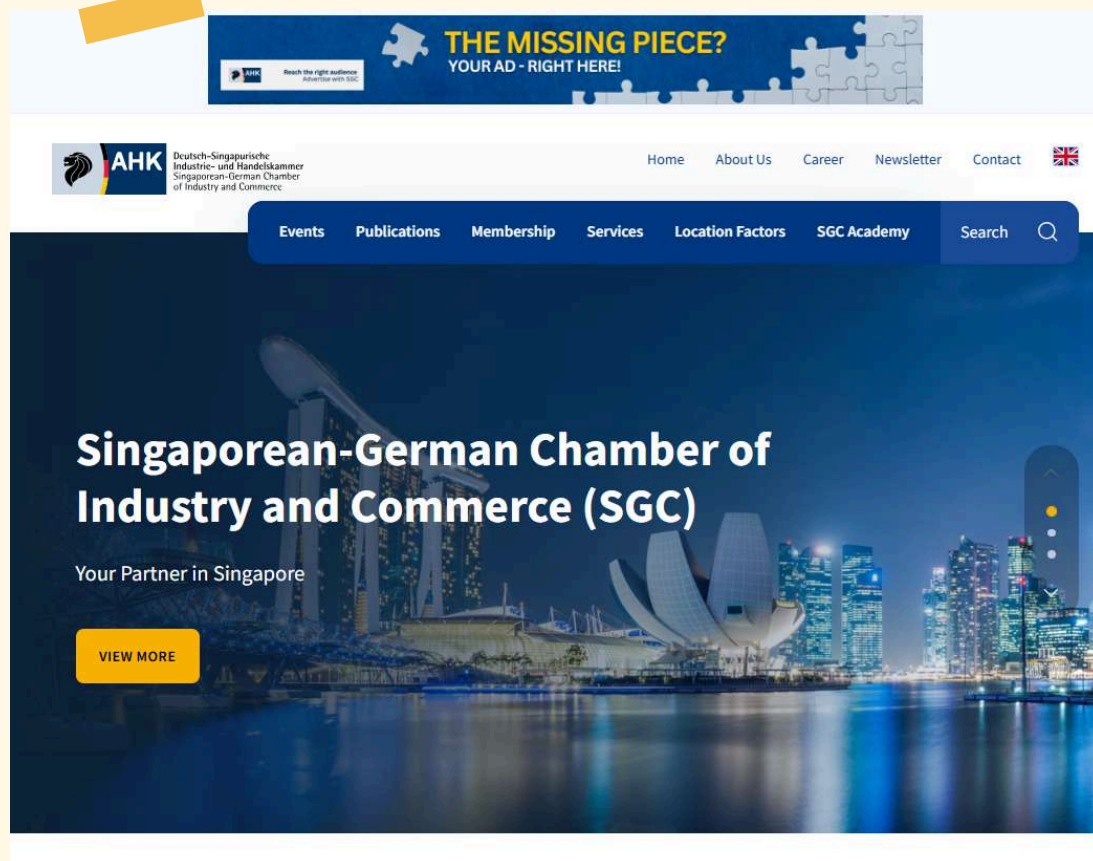 THE MISSING PIECE?
YOUR AD - RIGHT HERE!
AHK
Reach the right audience
Advertise with SGC
AHK
Deutsch-Singapurische
Industrie- und Handelskammer
Singaporean-German Chamber
of Industry and Commerce
Home About Us Career Newsletter Contact
Events Publications Membership Services Location Factors SGC Academy Search
Singaporean-German Chamber of
Industry and Commerce (SGC)
Your Partner in Singapore
VIEW MORE